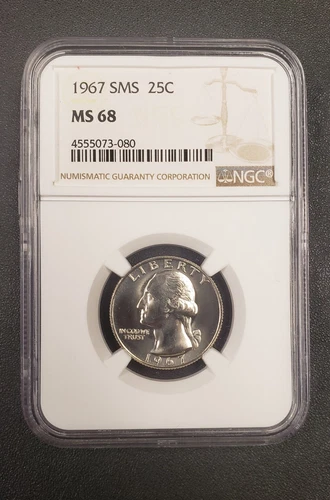 1967 SMS 25C
MS 68
4555073-080
NUMISMATIC GUARANTY CORPORATION
NGC®
LIBERTY
IN GOD WE
TRUST
1967